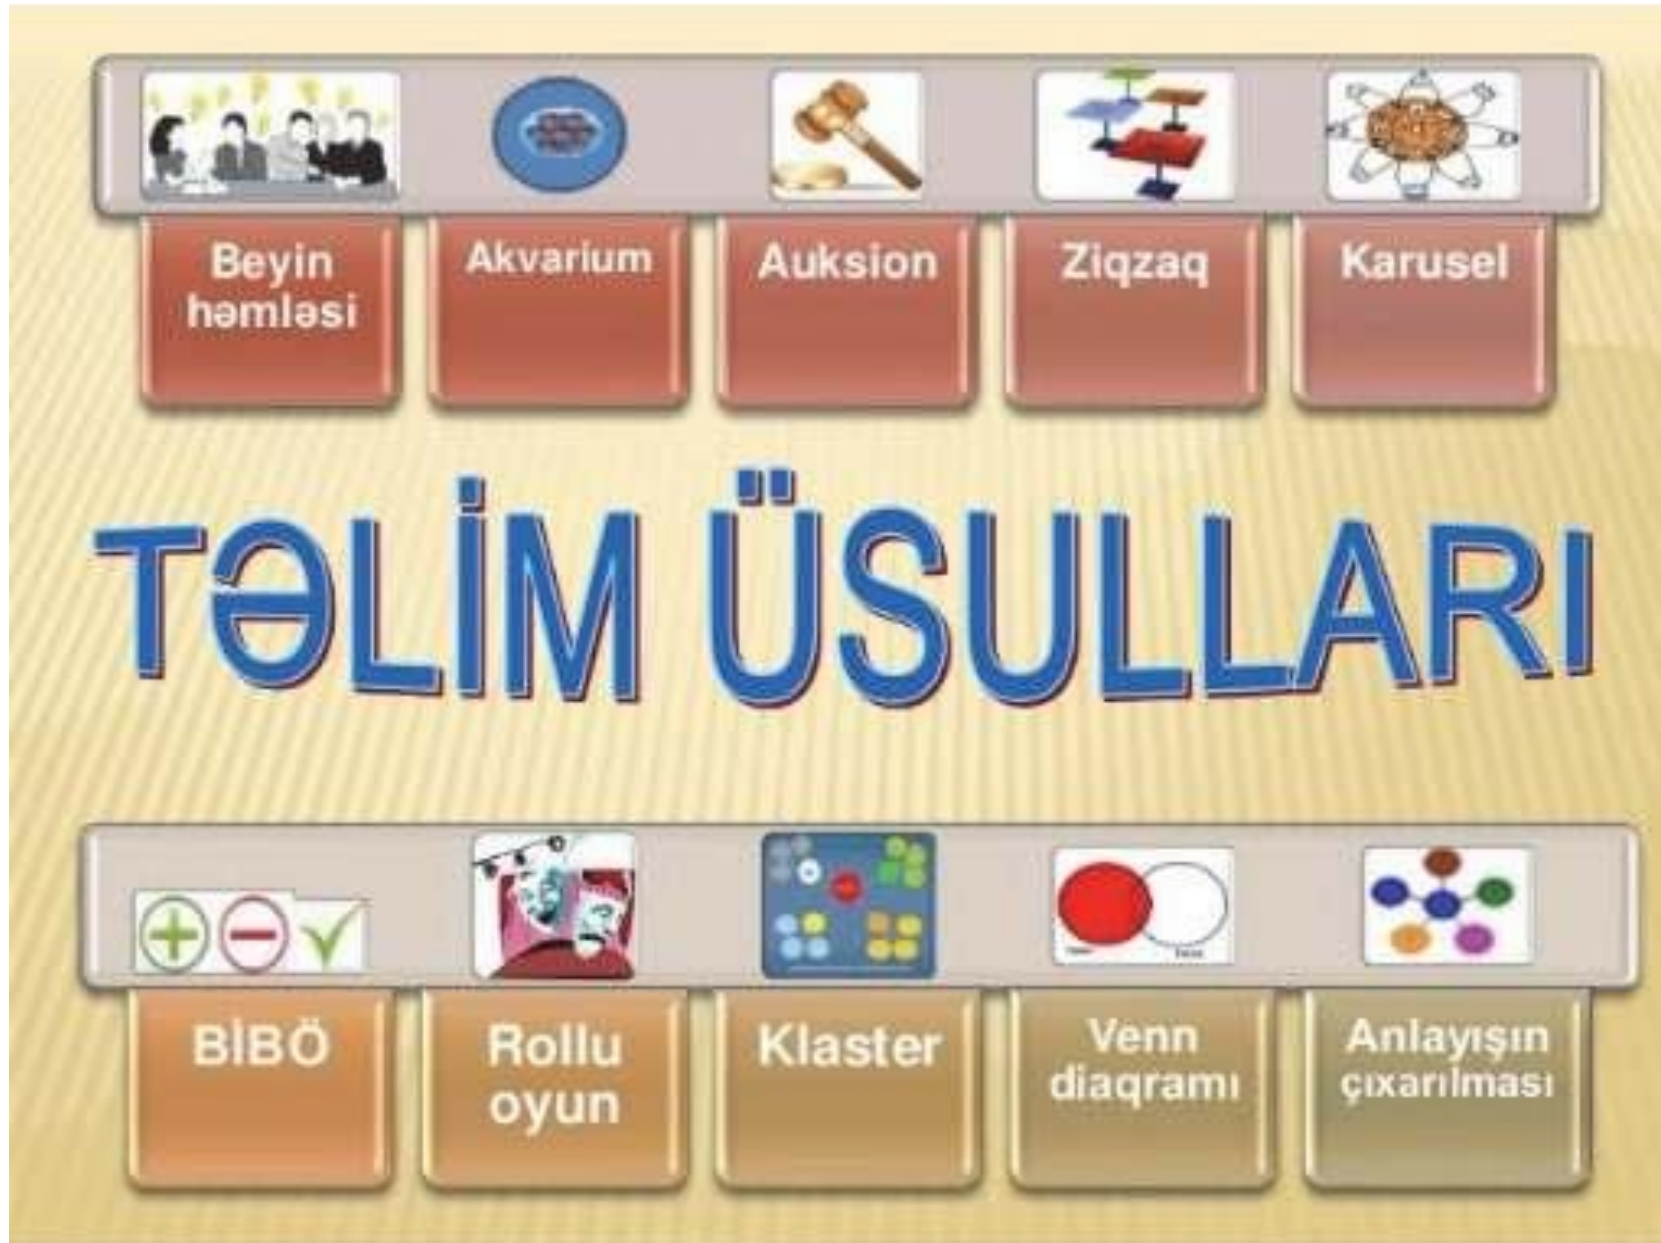 Beyin
həmləsi
Akvarium
Auksion
Ziqzaq
Karusel
TƏLİM ÜSULLARI
BİBÖ
Rollu
oyun
Klaster
Venn
diaqramı
Anlayışın
çıxarılması